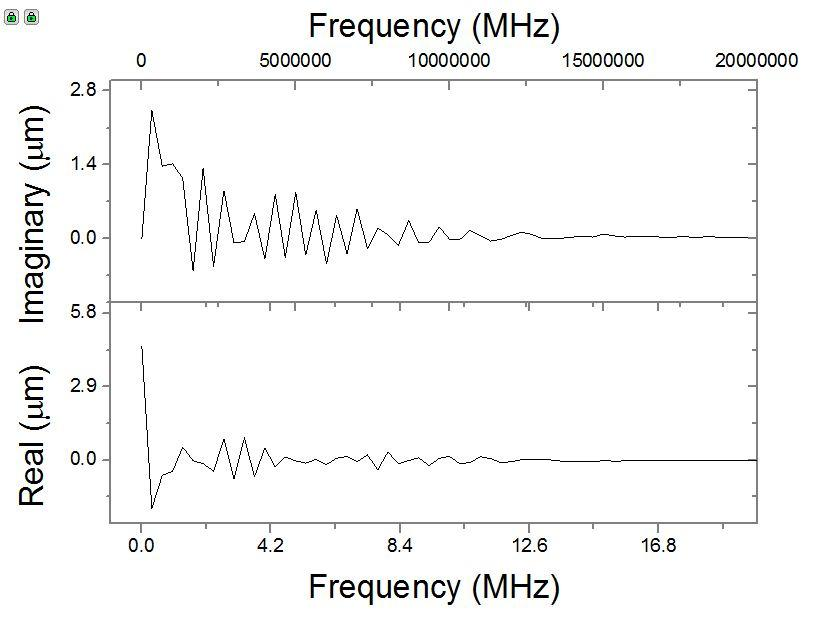 Frequency (MHz)
0 5000000 10000000 15000000 20000000
Imaginary (µm)
2.8
1.4
0.0
Real (µm)
5.8
2.9
0.0
0.0 4.2 8.4 12.6 16.8
Frequency (MHz)